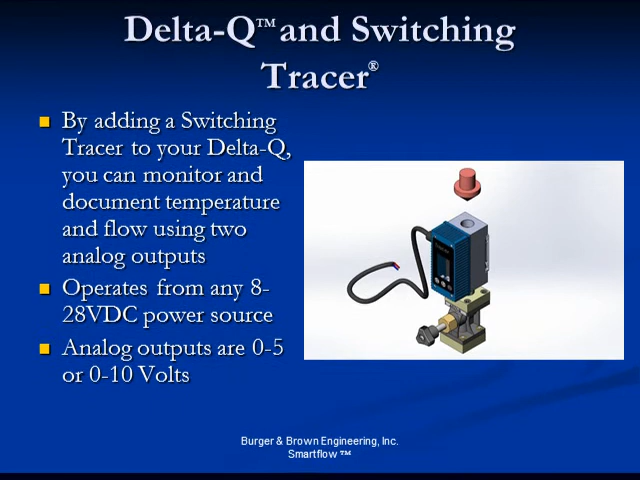 Delta-Q™ and Switching
Tracer®
By adding a Switching
Tracer to your Delta-Q,
you can monitor and
document temperature
and flow using two
analog outputs
Operates from any 8-
28VDC power source
Analog outputs are 0-5
or 0-10 Volts
Burger & Brown Engineering, Inc.
Smartflow ™